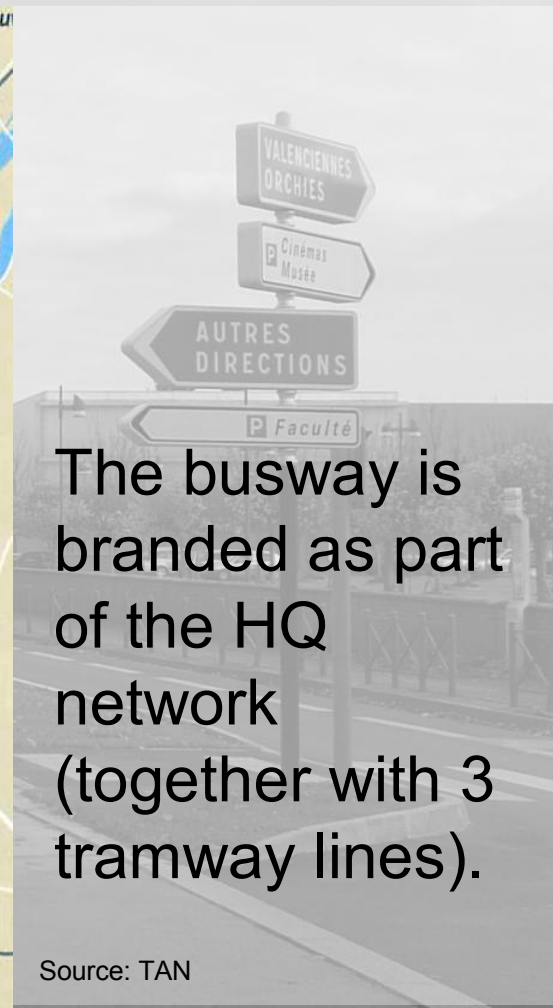 VALENCIENNES
ORCHIES
P Cinémas
Musée
AUTRES
DIRECTIONS
P Faculté
The busway is
branded as part
of the HQ
network
(together with 3
tramway lines).
Source: TAN